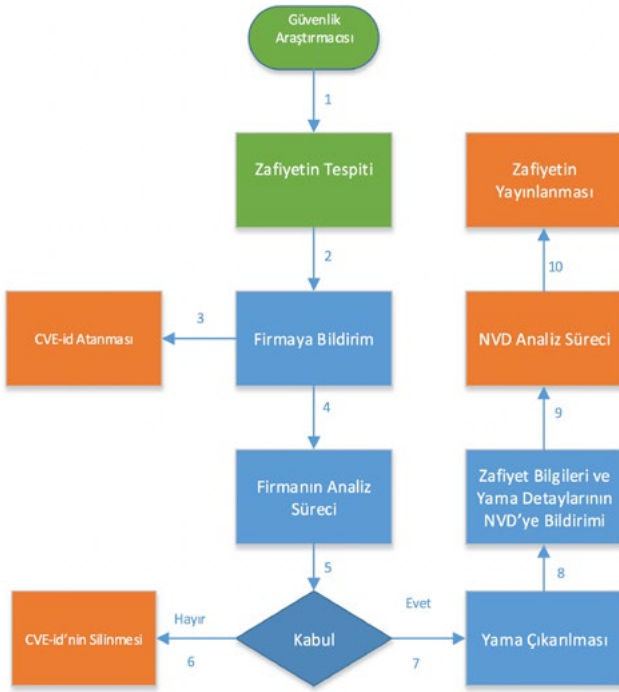 Güvenlik
Araştırmacısı
1
Zafiyetin Tespiti
2
Firmaya Bildirim
3
CVE-id Atanması
4
Firmanın Analiz
Süreci
5
Kabul
Hayır
6
CVE-id'nin Silinmesi
Evet
7
Yama Çıkarılması
8
Zafiyet Bilgileri ve
Yama Detaylarının
NVD'ye Bildirimi
9
NVD Analiz Süreci
10
Zafiyetin
Yayınlanması